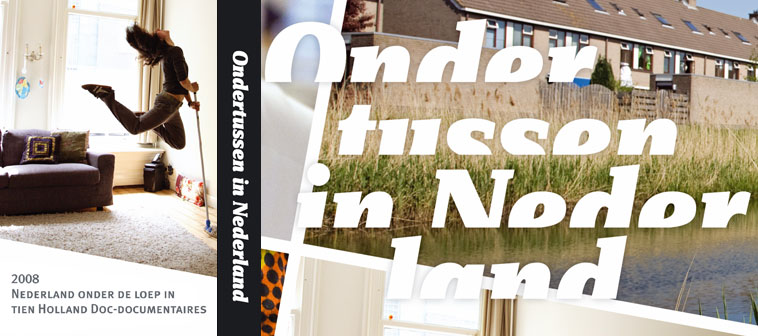 2008
Nederland onder de loep in
tien Holland Doc-documentaires
Ondertussen in Nederland
Onder
tussen
in Neder
land